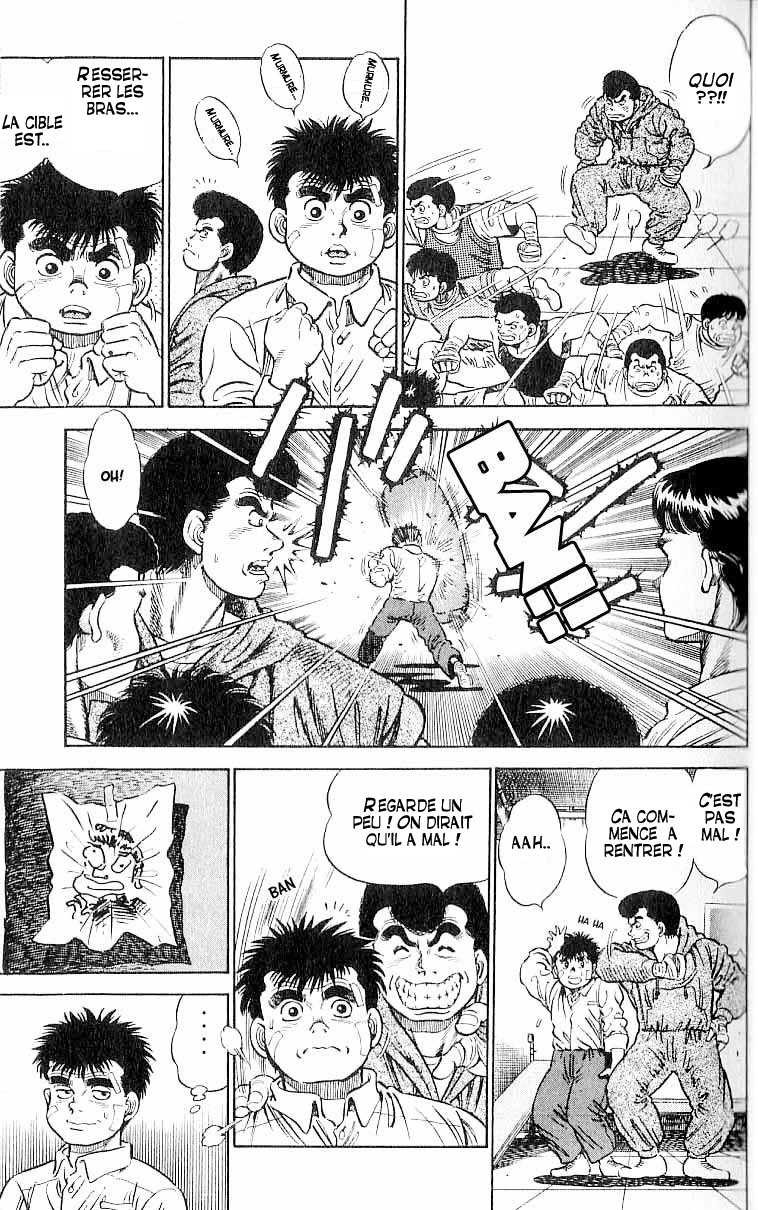 QUOI
??!!
MURMURE...
MURMURE...
MURMURE...
RESSER-
RER LES
BRAS...
LA CIBLE
EST..
BAN!!
OH!
C'EST
PAS
MAL !
CA COM-
MENCE À
RENTRER !
AAH..
HA HA
REGARDE UN
PEU ! ON DIRAIT
QU'IL A MAL !
BAN
...